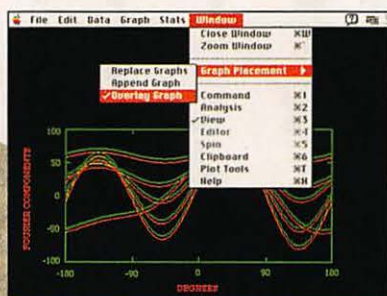 File Edit Data Graph Stats Window
Close Window ⌘W
Zoom Window
Graph Placement
Replace Graphs
Append Graph
✓Overlay Graph
Command ⌘1
Analysis ⌘2
✓View ⌘3
Editor ⌘4
Spin ⌘5
Clipboard ⌘6
Plot Tools ⌘T
Help ⌘H
FOURIER COMPONENTS
100
50
0
-50
-100
-180 -90 0 90 180
DEGREES